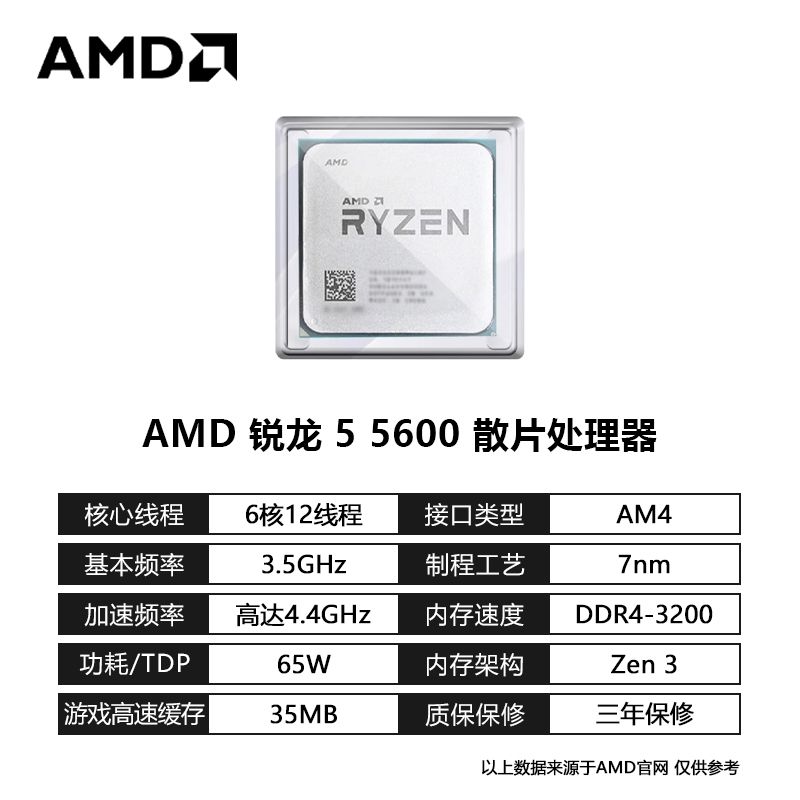 AMD
AMD
AMD
RYZEN
AMD 锐龙 5 5600 散片处理器
核心线程 6核12线程 接口类型 AM4
基本频率 3.5GHz 制程工艺 7nm
加速频率 高达4.4GHz 内存速度 DDR4-3200
功耗/TDP 65W 内存架构 Zen 3
游戏高速缓存 35MB 质保保修 三年保修
以上数据来源于AMD官网 仅供参考